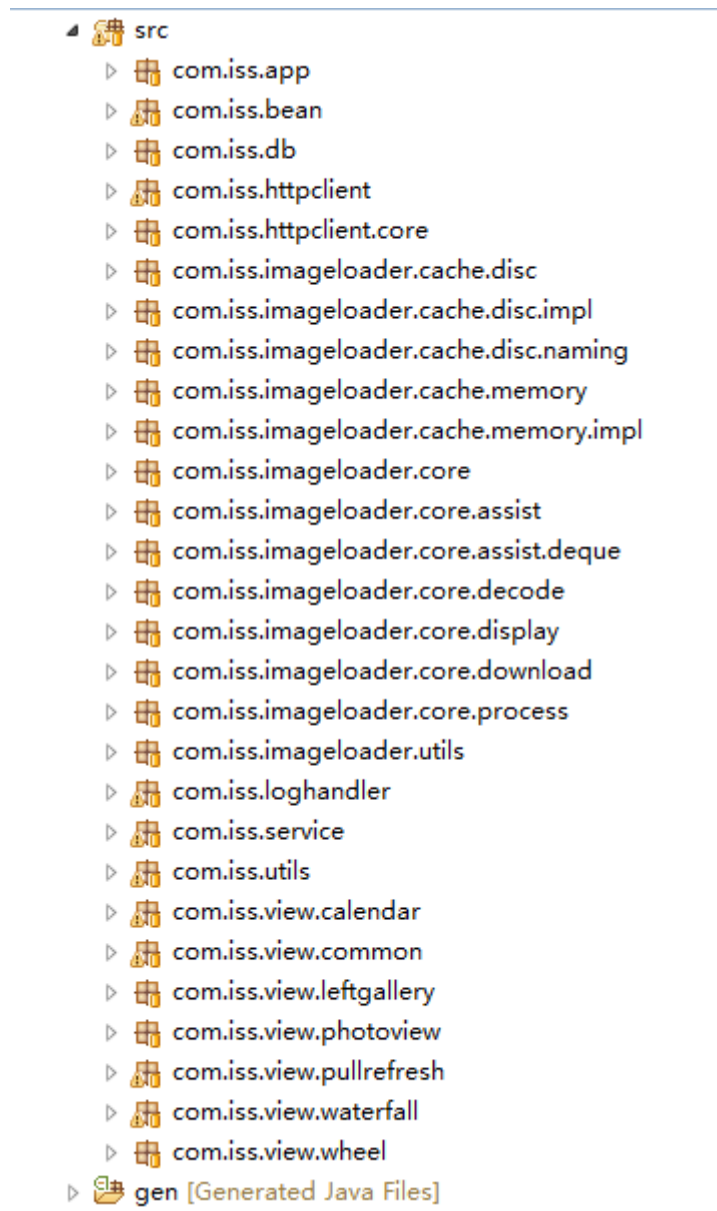 src
com.iss.app
com.iss.bean
com.iss.db
com.iss.httpclient
com.iss.httpclient.core
com.iss.imageloader.cache.disc
com.iss.imageloader.cache.disc.impl
com.iss.imageloader.cache.disc.naming
com.iss.imageloader.cache.memory
com.iss.imageloader.cache.memory.impl
com.iss.imageloader.core
com.iss.imageloader.core.assist
com.iss.imageloader.core.assist.deque
com.iss.imageloader.core.decode
com.iss.imageloader.core.display
com.iss.imageloader.core.download
com.iss.imageloader.core.process
com.iss.imageloader.utils
com.iss.loghandler
com.iss.service
com.iss.utils
com.iss.view.calendar
com.iss.view.common
com.iss.view.leftgallery
com.iss.view.photoview
com.iss.view.pullrefresh
com.iss.view.waterfall
com.iss.view.wheel
gen [Generated Java Files]